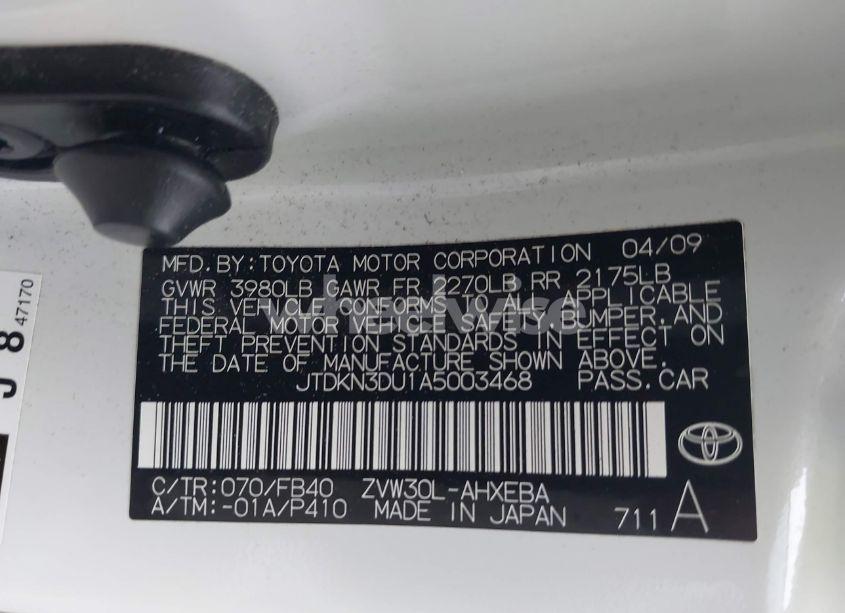 MFD. BY: TOYOTA MOTOR CORPORATION 04/09
GVWR 3980LB GAWR FR 2270LB RR 2175LB
THIS VEHICLE CONFORMS TO ALL APPLICABLE
FEDERAL MOTOR VEHICLE SAFETY, BUMPER, AND
THEFT PREVENTION STANDARDS IN EFFECT ON
THE DATE OF MANUFACTURE SHOWN ABOVE.
JTDKN3DU1A5003468 PASS. CAR
C/TR: 070/FB40 ZVW30L-AHXEBA
A/TM: -01A/P410 MADE IN JAPAN 711 A
J 8 47170